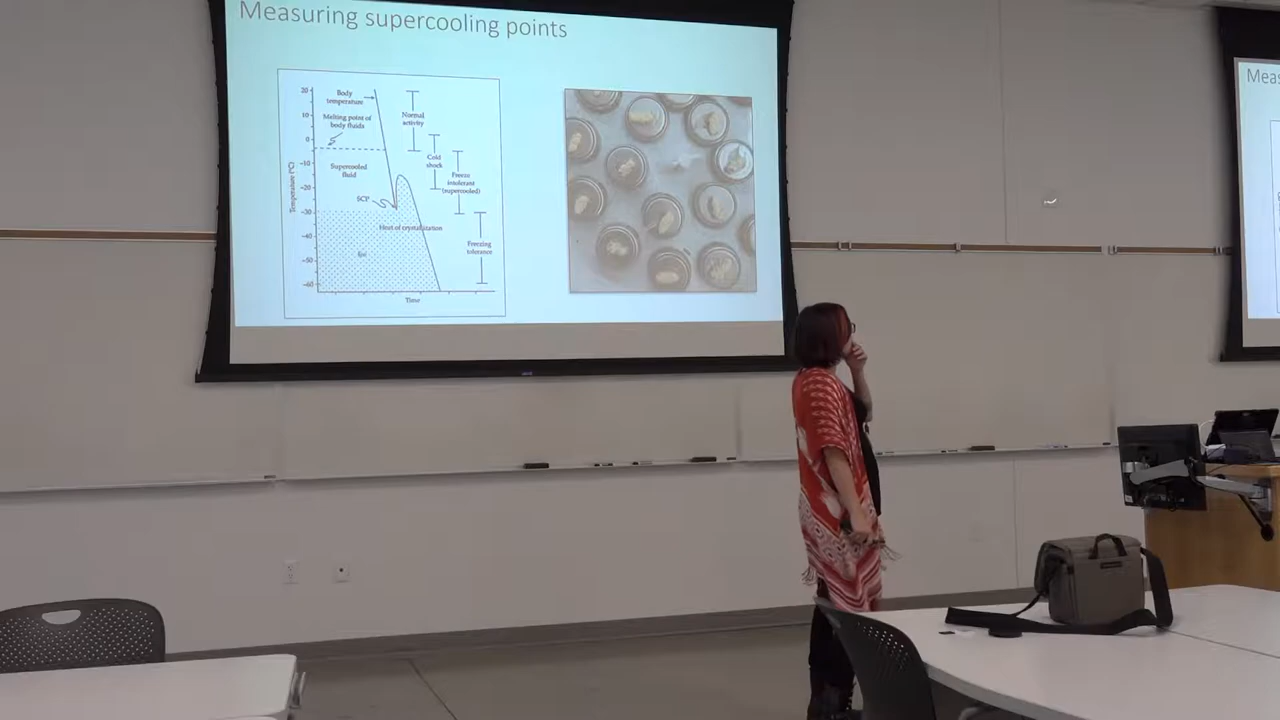 Measuring supercooling points
20
10
0
-10
-20
-30
-40
-50
-60
Temperature (°C)
Body
temperature
Melting point of
body fluids
Supercooled
fluid
SCP
Heat of crystallization
Ice
Time
Normal
activity
Cold
shock
Freeze
intolerant
(supercooled)
Freezing
tolerance
Meas